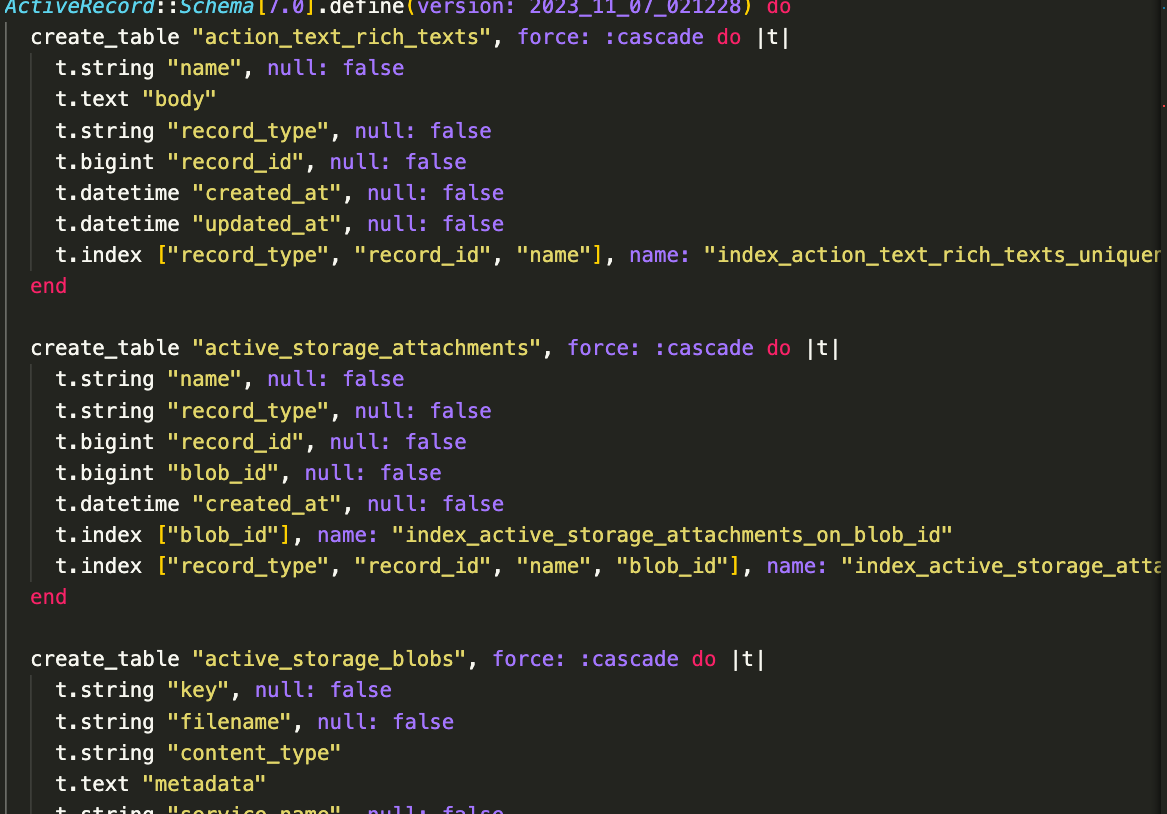 ActiveRecord::Schema[7.0].define(version: 2023_11_07_021228) do
  create_table "action_text_rich_texts", force: :cascade do |t|
    t.string "name", null: false
    t.text "body"
    t.string "record_type", null: false
    t.bigint "record_id", null: false
    t.datetime "created_at", null: false
    t.datetime "updated_at", null: false
    t.index ["record_type", "record_id", "name"], name: "index_action_text_rich_texts_uniquen
  end
  create_table "active_storage_attachments", force: :cascade do |t|
    t.string "name", null: false
    t.string "record_type", null: false
    t.bigint "record_id", null: false
    t.bigint "blob_id", null: false
    t.datetime "created_at", null: false
    t.index ["blob_id"], name: "index_active_storage_attachments_on_blob_id"
    t.index ["record_type", "record_id", "name", "blob_id"], name: "index_active_storage_atta
  end
  create_table "active_storage_blobs", force: :cascade do |t|
    t.string "key", null: false
    t.string "filename", null: false
    t.string "content_type"
    t.text "metadata"
    t.string "service_name", null: false